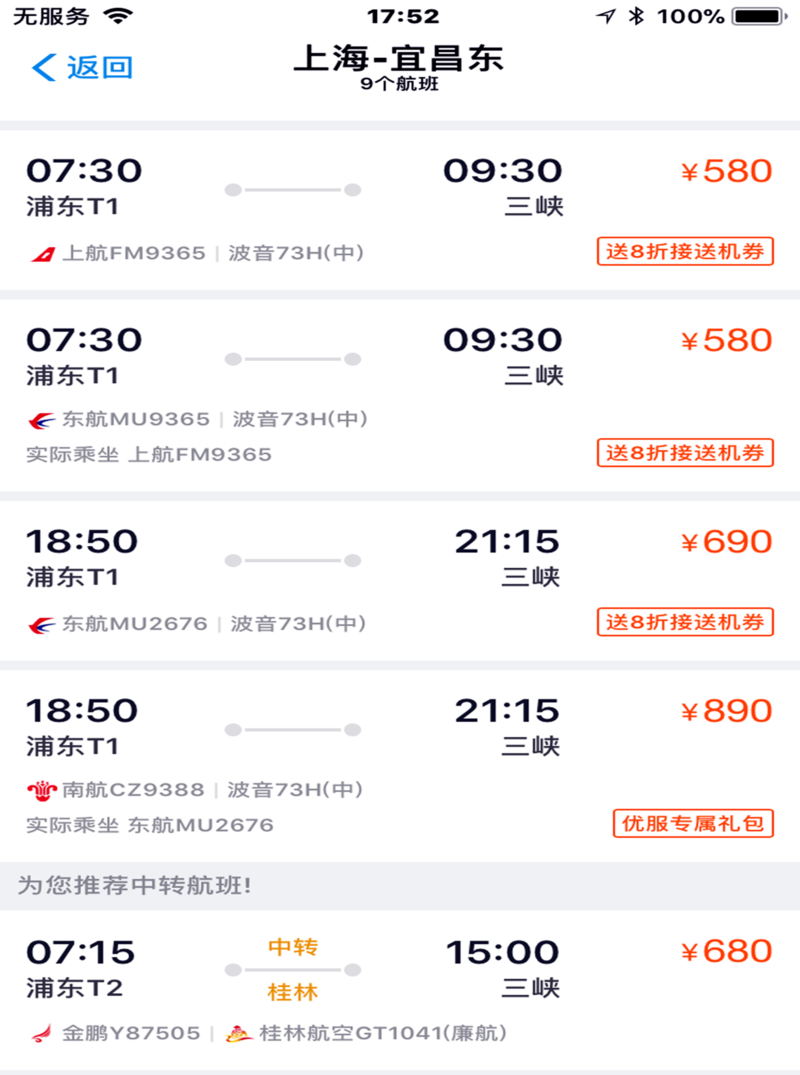 无服务 17:52 100%
返回 上海-宜昌东
9个航班
07:30 09:30 ¥580
浦东T1 三峡
上航FM9365 | 波音73H(中) 送8折接送机券
07:30 09:30 ¥580
浦东T1 三峡
东航MU9365 | 波音73H(中)
实际乘坐 上航FM9365 送8折接送机券
18:50 21:15 ¥690
浦东T1 三峡
东航MU2676 | 波音73H(中) 送8折接送机券
18:50 21:15 ¥890
浦东T1 三峡
南航CZ9388 | 波音73H(中)
实际乘坐 东航MU2676 优服专属礼包
为您推荐中转航班!
07:15 中转 15:00 ¥680
浦东T2 桂林 三峡
金鹏Y87505 | 桂林航空GT1041(廉航)